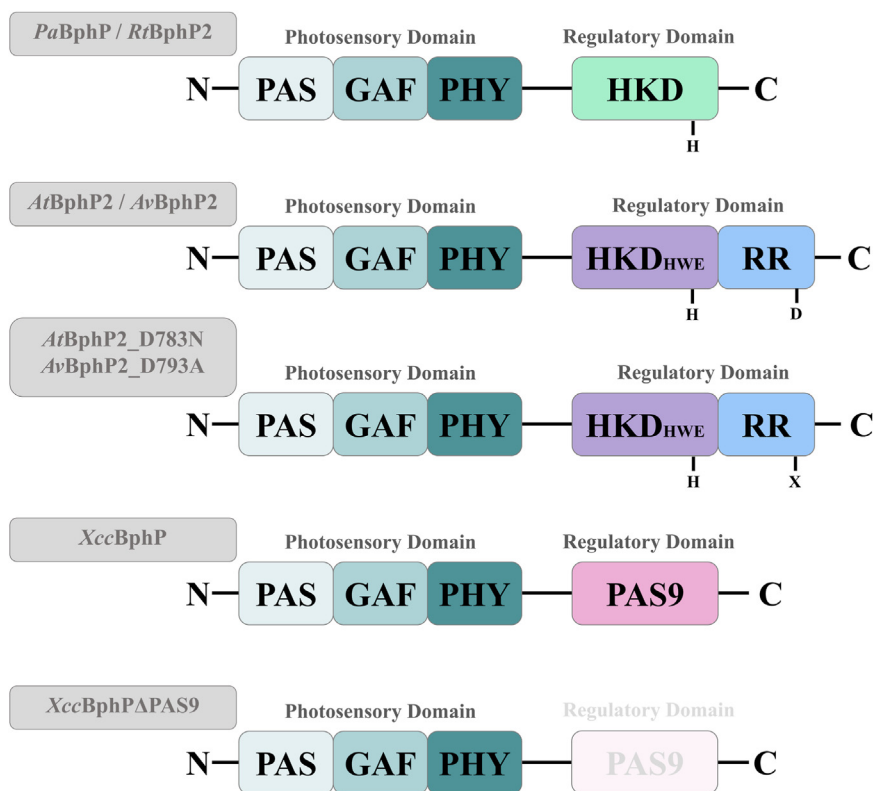 PaBphP / RtBphP2
Photosensory Domain Regulatory Domain
N PAS GAF PHY HKD C
H
AtBphP2 / AvBphP2
Photosensory Domain Regulatory Domain
N PAS GAF PHY HKDHWE RR C
H D
AtBphP2_D783N
AvBphP2_D793A
Photosensory Domain Regulatory Domain
N PAS GAF PHY HKDHWE RR C
H X
XccBphP
Photosensory Domain Regulatory Domain
N PAS GAF PHY PAS9 C
XccBphPΔPAS9
Photosensory Domain Regulatory Domain
N PAS GAF PHY PAS9 C